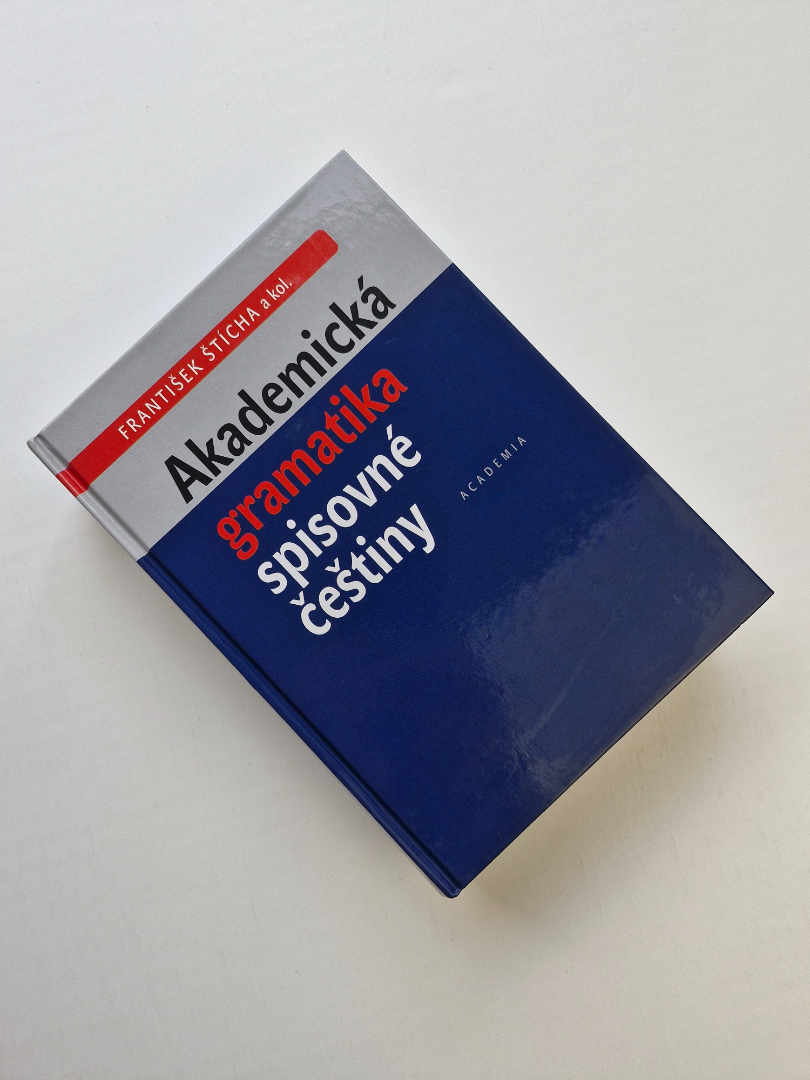 FRANTIŠEK ŠTÍCHA a kol.
Akademická
gramatika
spisovné
češtiny
ACADEMIA